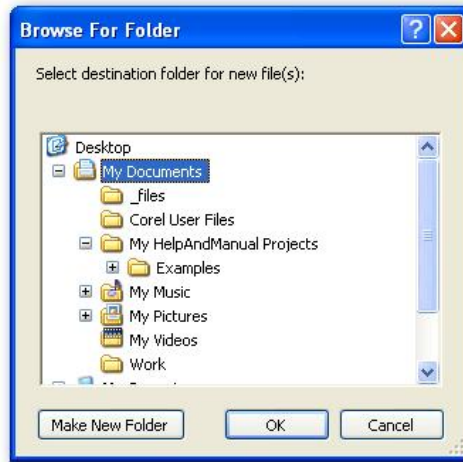 Browse For Folder
Select destination folder for new file(s):
Desktop
My Documents
_files
Corel User Files
My HelpAndManual Projects
Examples
My Music
My Pictures
My Videos
Work
Make New Folder
OK
Cancel